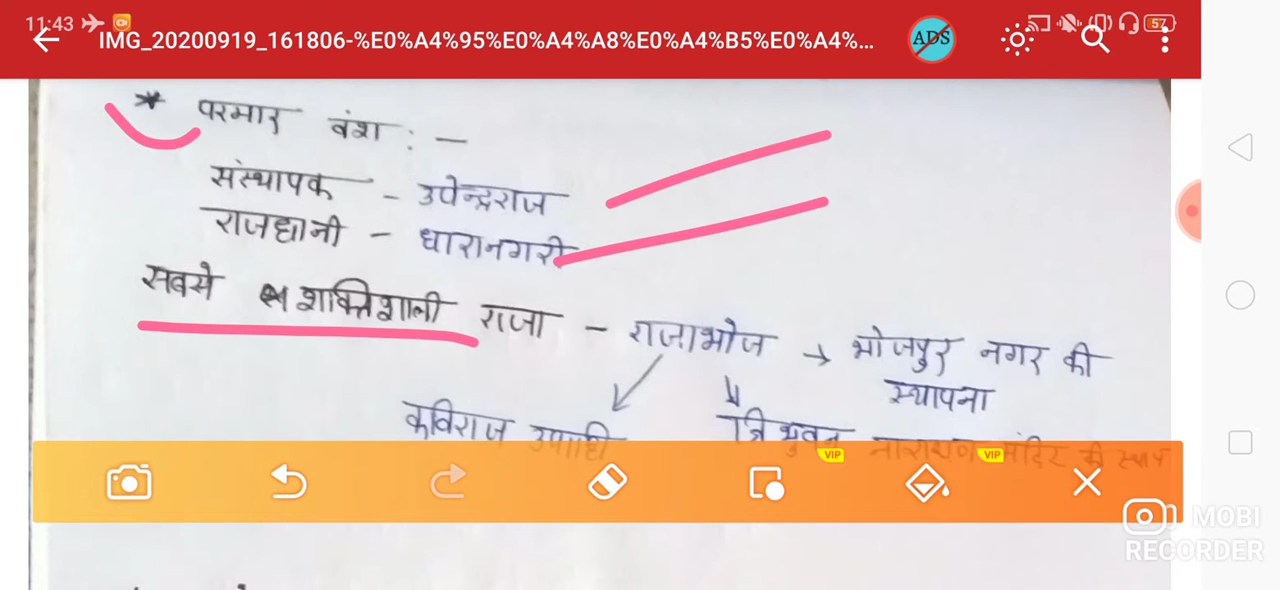 11:43
57
IMG_20200919_161806-%E0%A4%95%E0%A4%A8%E0%A4%B5%E0%A4%...
ADS
* परमार वंश : –
संस्थापक – उपेन्द्रराज
राजधानी – धारानगरी
सबसे शक्तिशाली राजा – राजाभोज → भोजपुर नगर की
स्थापना
कविराज उपाधि
त्रिभुवन नारायण मंदिर की
VIP VIP
MOBI
RECORDER